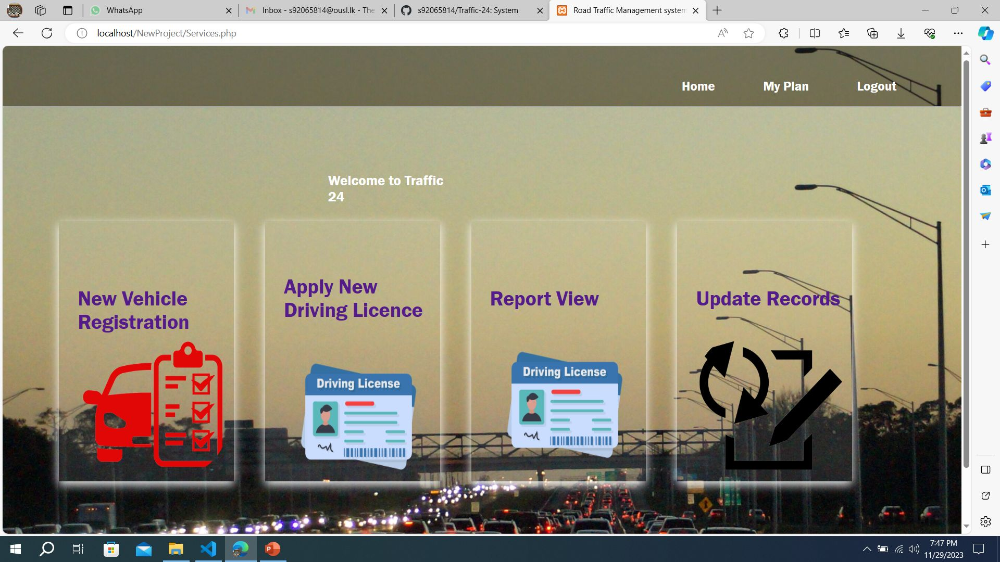 WhatsApp
Inbox - s92065814@ousl.lk - The
s92065814/Traffic-24: System
Road Traffic Management system
localhost/NewProject/Services.php
Home
My Plan
Logout
Welcome to Traffic
24
New Vehicle
Registration
Apply New
Driving Licence
Report View
Update Records
Driving License
Driving License
7:47 PM
11/29/2023